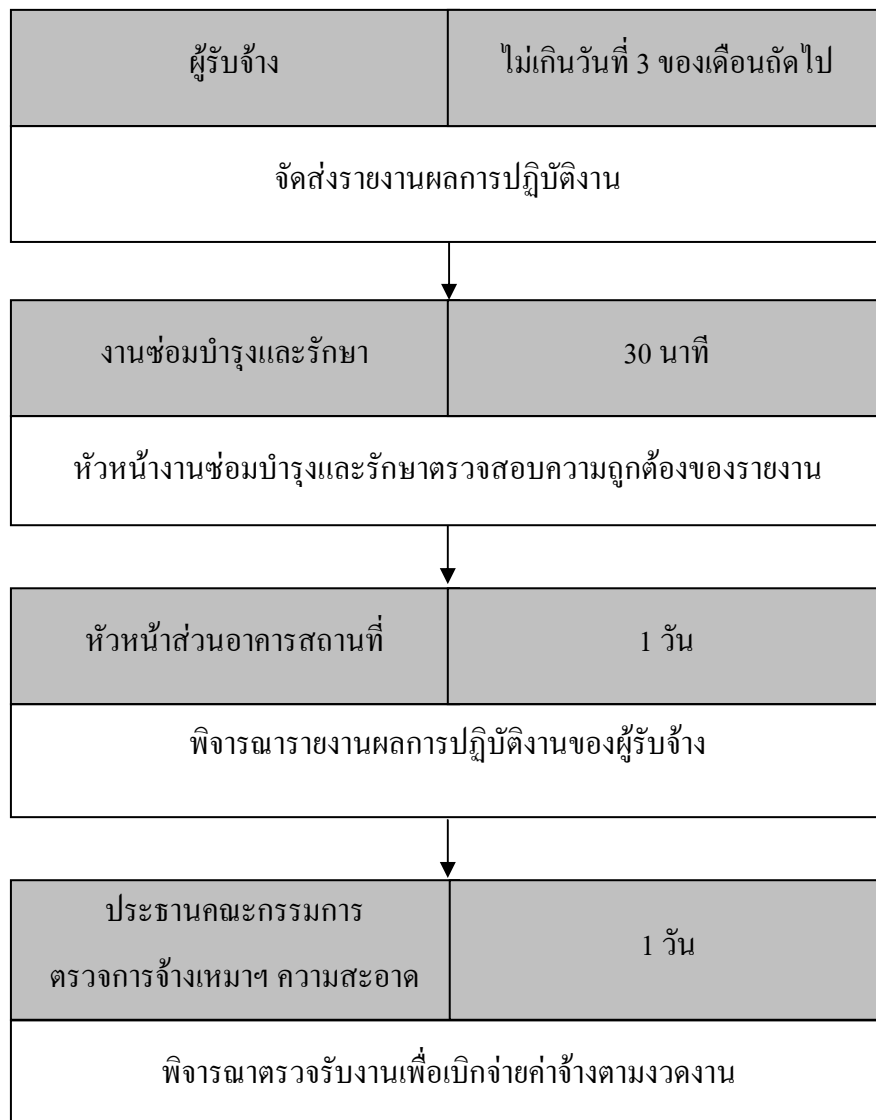 ผู้รับจ้าง
ไม่เกินวันที่ 3 ของเดือนถัดไป
จัดส่งรายงานผลการปฏิบัติงาน
งานซ่อมบำรุงและรักษา
30 นาที
หัวหน้างานซ่อมบำรุงและรักษาตรวจสอบความถูกต้องของรายงาน
หัวหน้าส่วนอาคารสถานที่
1 วัน
พิจารณารายงานผลการปฏิบัติงานของผู้รับจ้าง
ประธานคณะกรรมการ
ตรวจการจ้างเหมาฯ ความสะอาด
1 วัน
พิจารณาตรวจรับงานเพื่อเบิกจ่ายค่าจ้างตามงวดงาน